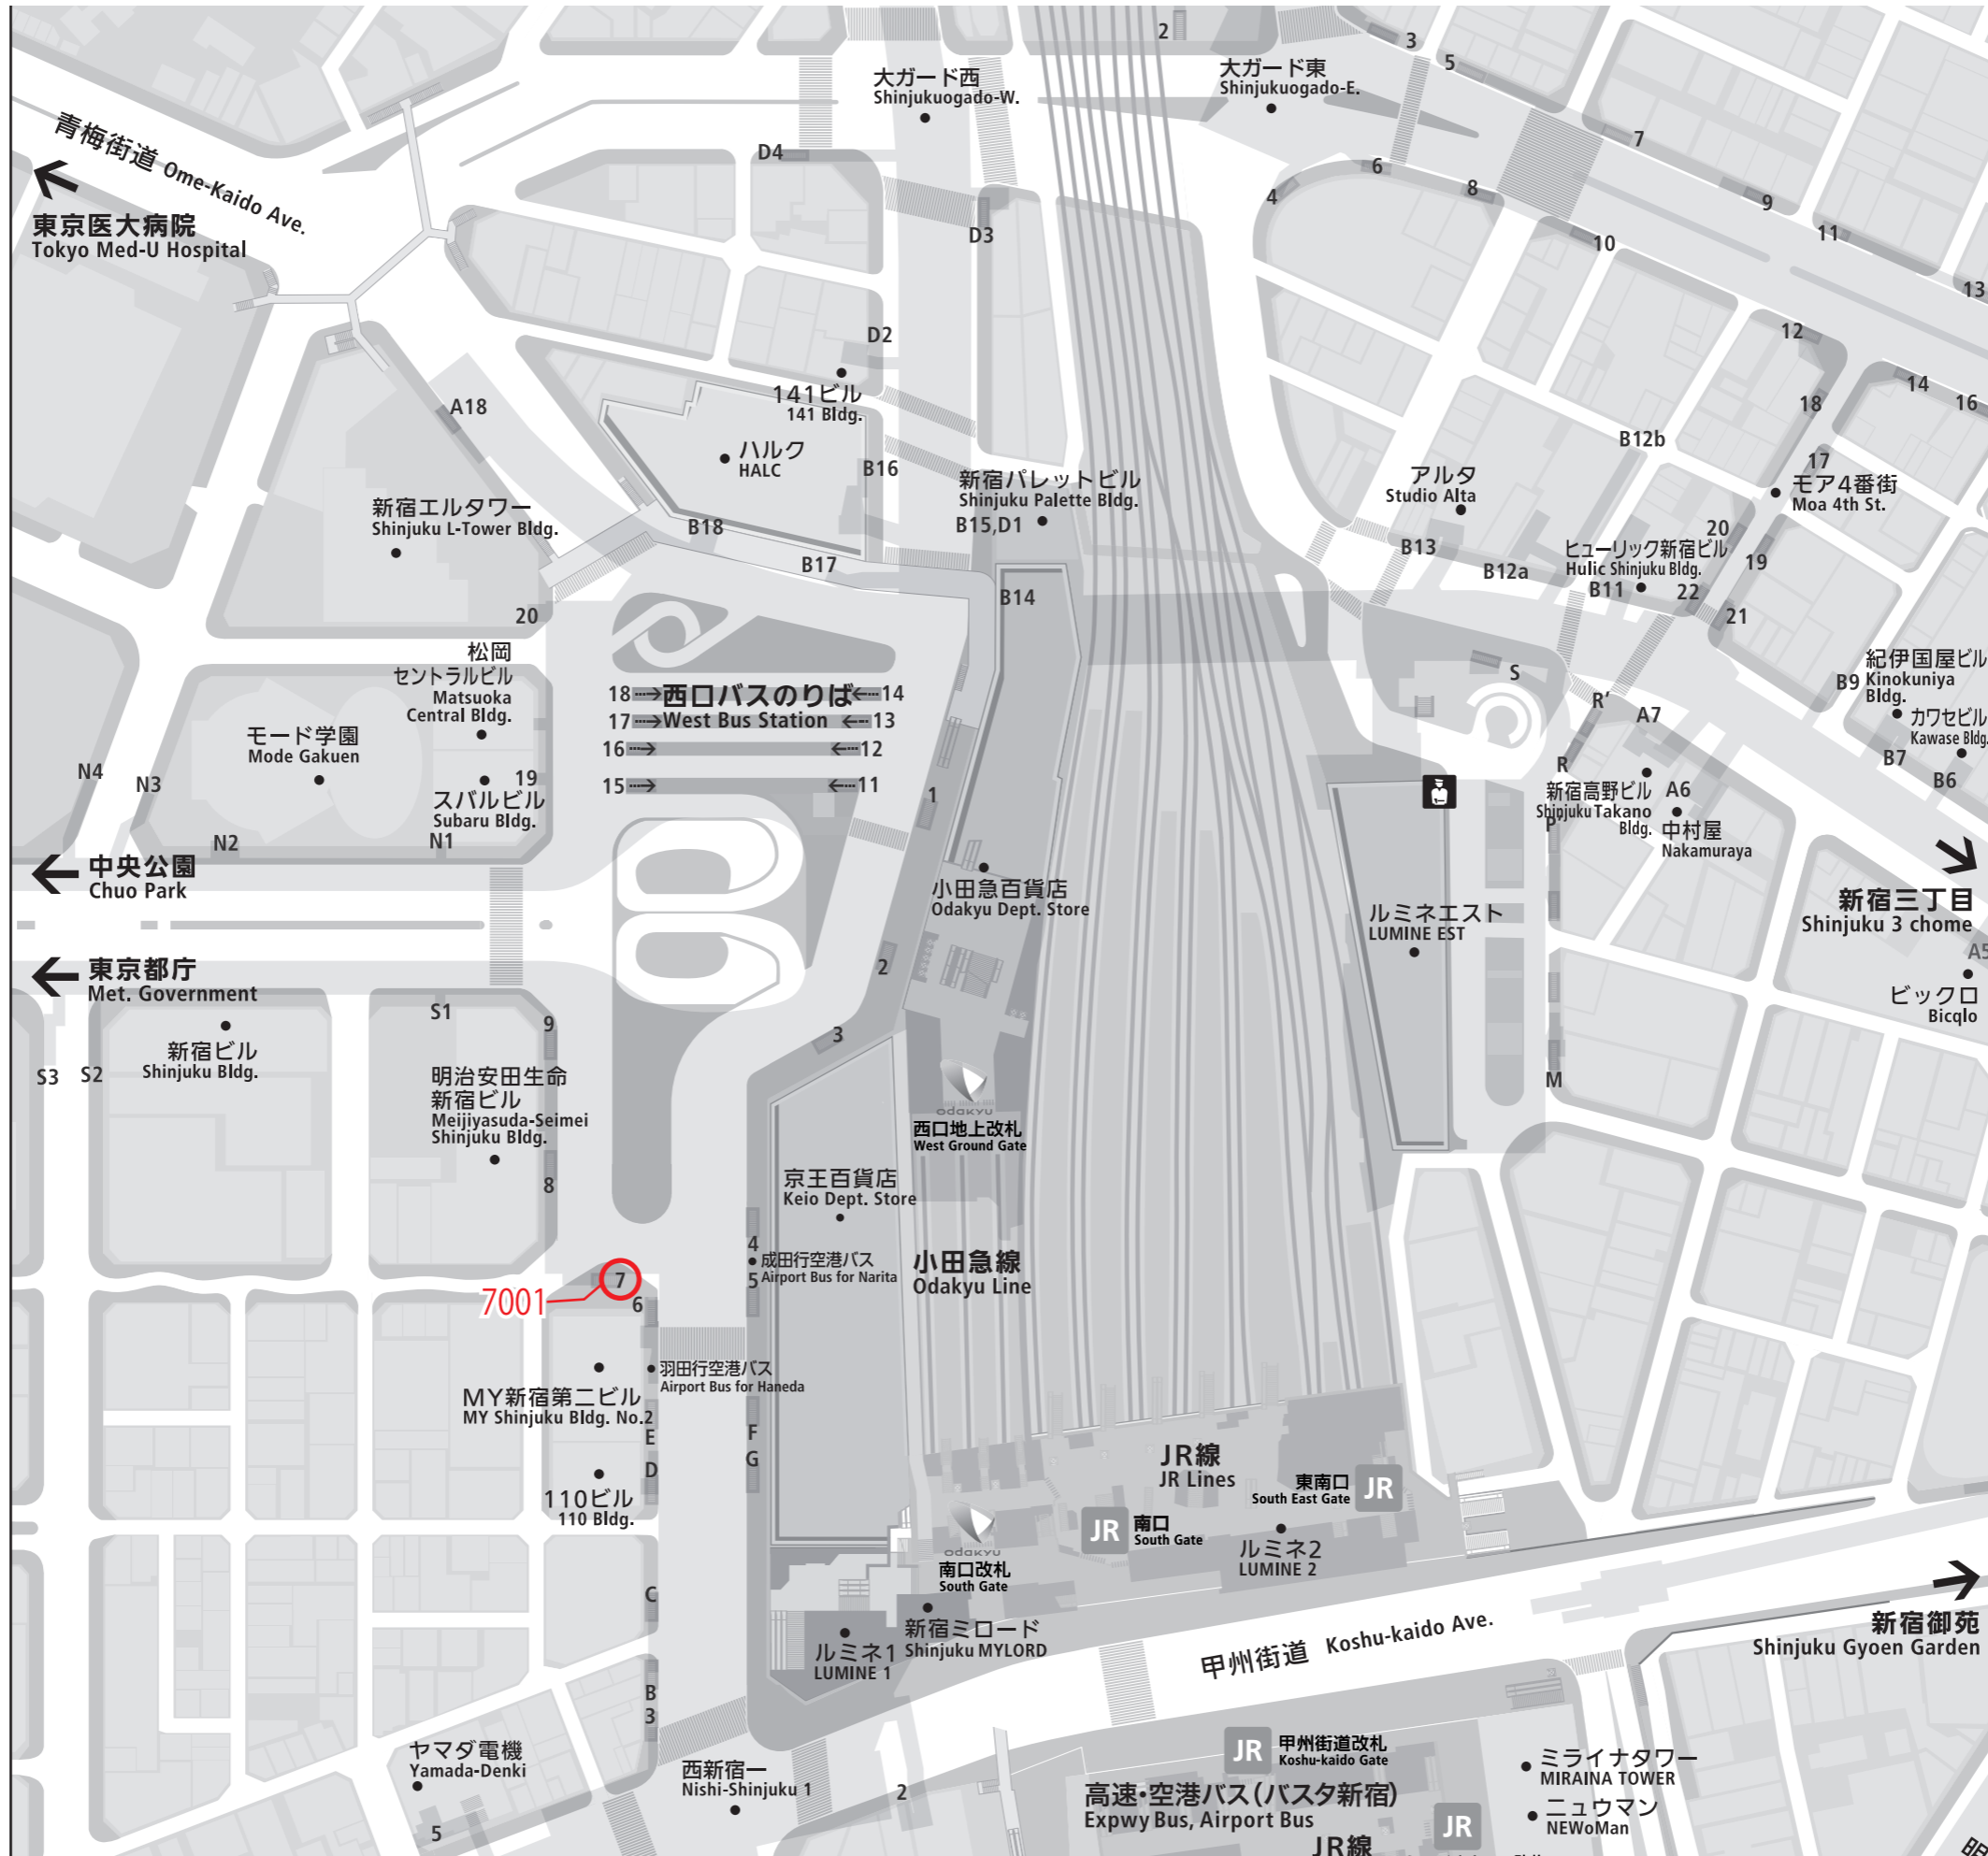 2
3
5
大ガード西
Shinjukuogado-W.
大ガード東
Shinjukuogado-E.
青梅街道 Ome-Kaido Ave.
D4
7
6
4
8
9
東京医大病院
Tokyo Med-U Hospital
D3
10
11
13
D2
12
141ビル
141 Bldg.
14
16
18
A18
ハルク
HALC
B16
B12b
17
新宿パレットビル
Shinjuku Palette Bldg.
B15,D1
アルタ
Studio Alta
モア4番街
Moa 4th St.
新宿エルタワー
Shinjuku L-Tower Bldg.
B18
B17
B13
B12a
20
19
ヒューリック新宿ビル
Hulic Shinjuku Bldg.
B11
22
21
B14
20
松岡
セントラルビル
Matsuoka
Central Bldg.
18
西口バスのりば
14
17
West Bus Station
13
16
12
15
11
S
R’
A7
R
紀伊国屋ビル
Kinokuniya
Bldg.
B9
カワセビル
Kawase Bldg.
B7
B6
モード学園
Mode Gakuen
N4
N3
19
スバルビル
Subaru Bldg.
N2
N1
1
新宿高野ビル
Shinjuku Takano
Bldg.
P’
A6
中村屋
Nakamuraya
中央公園
Chuo Park
小田急百貨店
Odakyu Dept. Store
ルミネエスト
LUMINE EST
新宿三丁目
Shinjuku 3 chome
A5
東京都庁
Met. Government
2
ビックロ
Bicqlo
S1
9
3
新宿ビル
Shinjuku Bldg.
S3
S2
明治安田生命
新宿ビル
Meijiyasuda-Seimei
Shinjuku Bldg.
M
odakyu
西口地上改札
West Ground Gate
8
京王百貨店
Keio Dept. Store
4
成田行空港バス
Airport Bus for Narita
5
小田急線
Odakyu Line
7
7001
6
羽田行空港バス
Airport Bus for Haneda
MY新宿第二ビル
MY Shinjuku Bldg. No.2
E
D
F
G
110ビル
110 Bldg.
JR線
JR Lines
東南口
South East Gate
JR
JR
南口
South Gate
odakyu
南口改札
South Gate
ルミネ2
LUMINE 2
C
新宿ミロード
Shinjuku MYLORD
ルミネ1
LUMINE 1
甲州街道 Koshu-kaido Ave.
新宿御苑
Shinjuku Gyoen Garden
B
3
ヤマダ電機
Yamada-Denki
5
西新宿一
Nishi-Shinjuku 1
2
JR
甲州街道改札
Koshu-kaido Gate
高速・空港バス(バスタ新宿)
Expwy Bus, Airport Bus
ミライナタワー
MIRAINA TOWER
ニュウマン
NEWoMan
JR
JR線